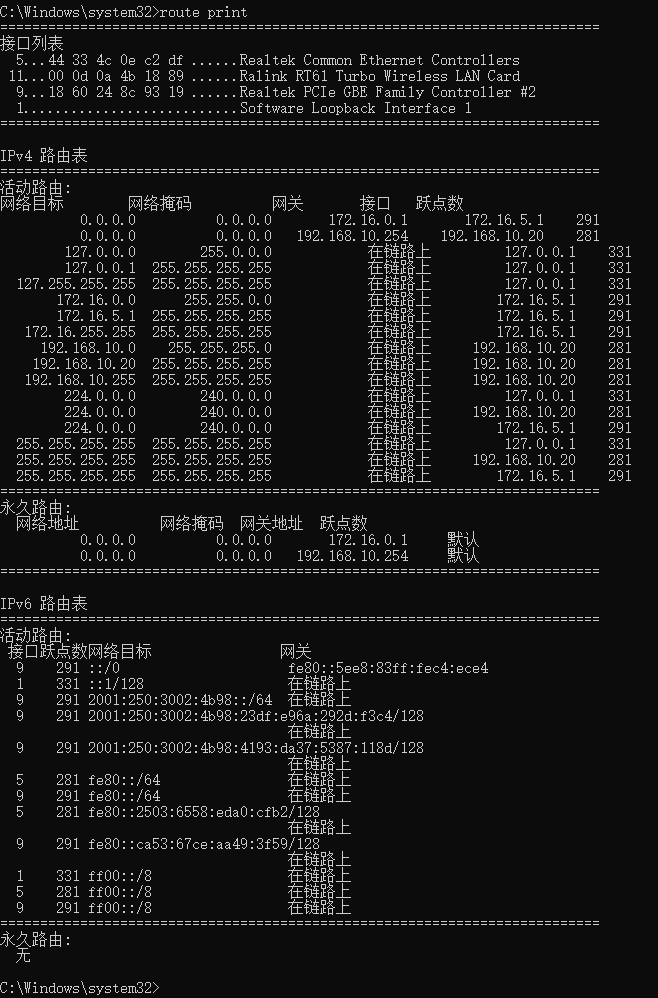 C:\Windows\system32>route print
===========================================================================
接口列表
  5...44 33 4c 0e c2 df ......Realtek Common Ethernet Controllers
 11...00 0d 0a 4b 18 89 ......Ralink RT61 Turbo Wireless LAN Card
  9...18 60 24 8c 93 19 ......Realtek PCIe GBE Family Controller #2
  1...........................Software Loopback Interface 1
===========================================================================
IPv4 路由表
===========================================================================
活动路由:
网络目标        网络掩码          网关       接口   跃点数
          0.0.0.0          0.0.0.0       172.16.0.1       172.16.5.1    291
          0.0.0.0          0.0.0.0   192.168.10.254    192.168.10.20    281
        127.0.0.0        255.0.0.0            在链路上         127.0.0.1    331
        127.0.0.1  255.255.255.255            在链路上         127.0.0.1    331
  127.255.255.255  255.255.255.255            在链路上         127.0.0.1    331
       172.16.0.0      255.255.0.0            在链路上        172.16.5.1    291
       172.16.5.1  255.255.255.255            在链路上        172.16.5.1    291
   172.16.255.255  255.255.255.255            在链路上        172.16.5.1    291
     192.168.10.0    255.255.255.0            在链路上     192.168.10.20    281
    192.168.10.20  255.255.255.255            在链路上     192.168.10.20    281
   192.168.10.255  255.255.255.255            在链路上     192.168.10.20    281
        224.0.0.0        240.0.0.0            在链路上         127.0.0.1    331
        224.0.0.0        240.0.0.0            在链路上     192.168.10.20    281
        224.0.0.0        240.0.0.0            在链路上        172.16.5.1    291
  255.255.255.255  255.255.255.255            在链路上         127.0.0.1    331
  255.255.255.255  255.255.255.255            在链路上     192.168.10.20    281
  255.255.255.255  255.255.255.255            在链路上        172.16.5.1    291
===========================================================================
永久路由:
  网络地址          网络掩码  网关地址  跃点数
          0.0.0.0          0.0.0.0       172.16.0.1     默认
          0.0.0.0          0.0.0.0   192.168.10.254     默认
===========================================================================
IPv6 路由表
===========================================================================
活动路由:
 接口跃点数网络目标                网关
  9    291 ::/0                     fe80::5ee8:83ff:fec4:ece4
  1    331 ::1/128                  在链路上
  9    291 2001:250:3002:4b98::/64  在链路上
  9    291 2001:250:3002:4b98:23df:e96a:292d:f3c4/128
                                    在链路上
  9    291 2001:250:3002:4b98:4193:da37:5387:118d/128
                                    在链路上
  5    281 fe80::/64                在链路上
  9    291 fe80::/64                在链路上
  5    281 fe80::2503:6558:eda0:cfb2/128
                                    在链路上
  9    291 fe80::ca53:67ce:aa49:3f59/128
                                    在链路上
  1    331 ff00::/8                 在链路上
  5    281 ff00::/8                 在链路上
  9    291 ff00::/8                 在链路上
===========================================================================
永久路由:
  无
C:\Windows\system32>